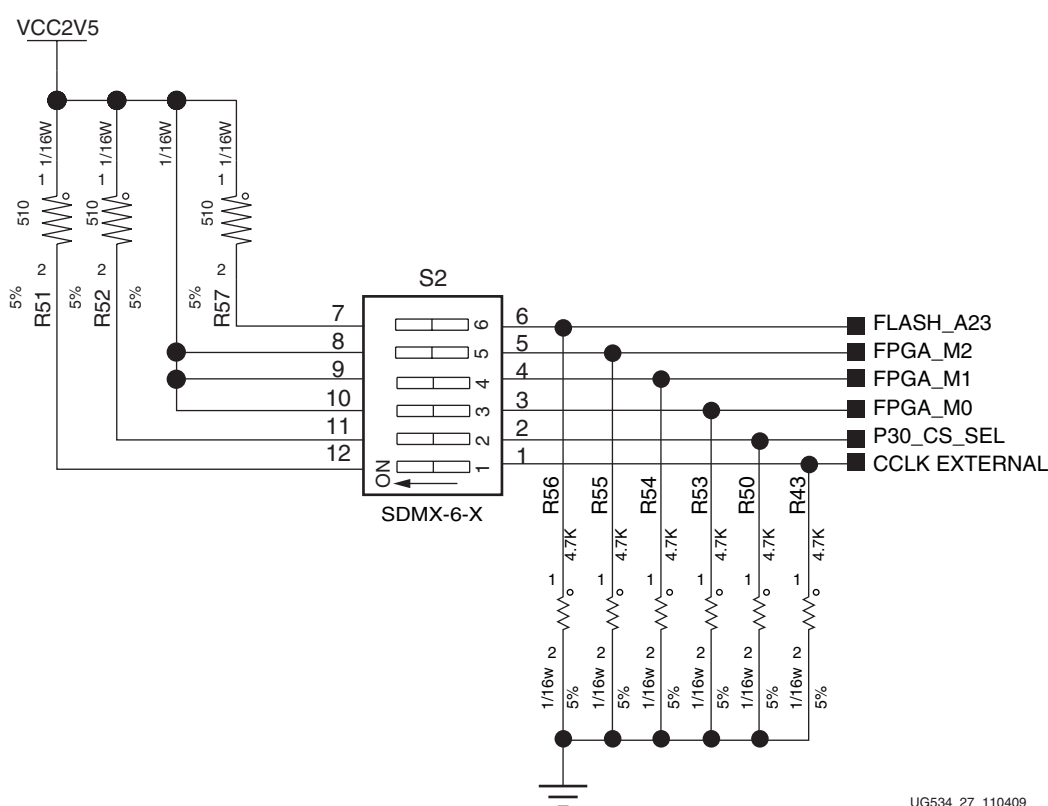 VCC2V5
1/16W
1/16W
1/16W
1/16W
1
1
1
510
510
510
2
2
2
5%
R51
5%
R52
5%
5%
R57
S2
7
8
9
10
11
12
6
5
4
3
2
1
ON
6
5
4
3
2
1
SDMX-6-X
FLASH_A23
FPGA_M2
FPGA_M1
FPGA_M0
P30_CS_SEL
CCLK EXTERNAL
R56
R55
R54
R53
R50
R43
4.7K
4.7K
4.7K
4.7K
4.7K
4.7K
1
1
1
1
1
1
2
2
2
2
2
2
1/16w
5%
1/16w
5%
1/16w
5%
1/16w
5%
1/16w
5%
1/16w
5%
UG534_27_110409